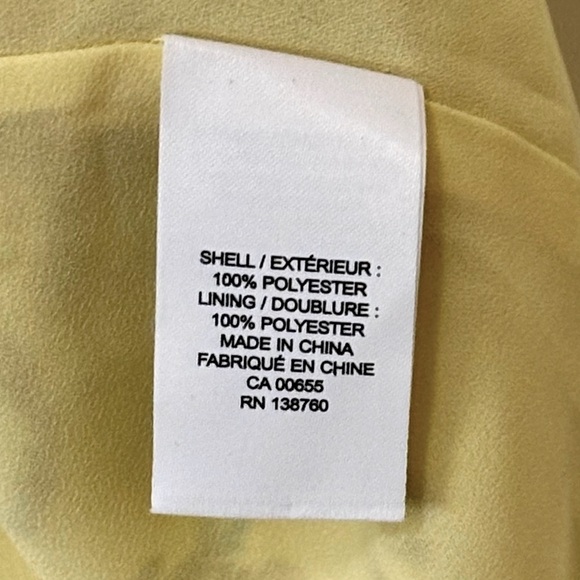 SHELL / EXTÉRIEUR :
100% POLYESTER
LINING / DOUBLURE :
100% POLYESTER
MADE IN CHINA
FABRIQUÉ EN CHINE
CA 00655
RN 138760